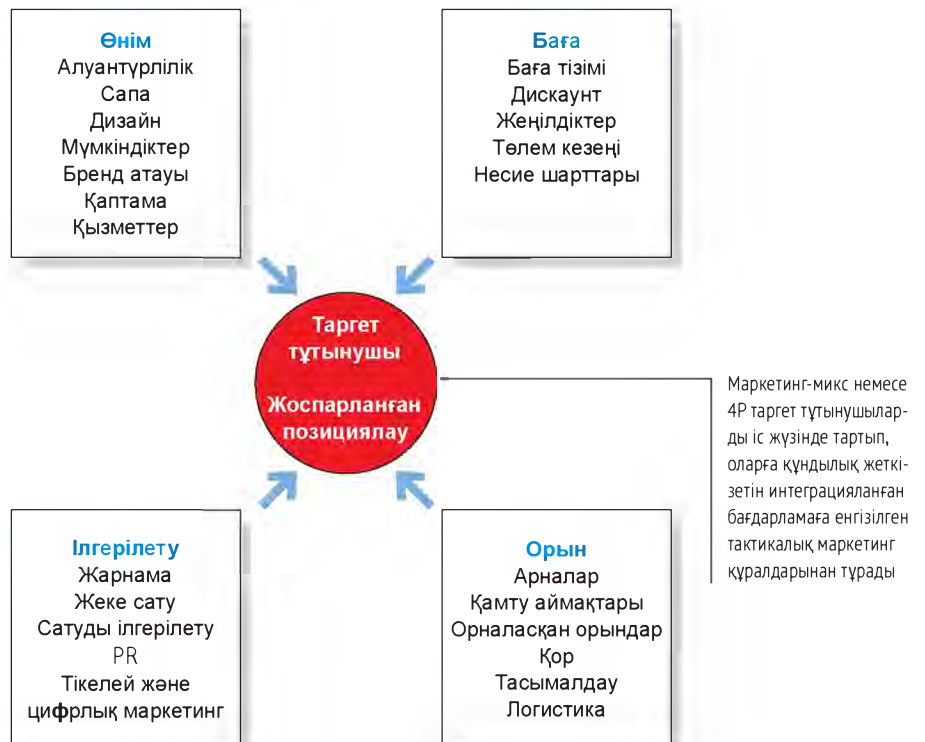 Өнім
Алуантүрлілік
Сапа
Дизайн
Мүмкіндіктер
Бренд атауы
Қаптама
Қызметтер
Баға
Баға тізімі
Дискаунт
Жеңілдіктер
Төлем кезеңі
Несие шарттары
Таргет
тұтынушы
Жоспарланған
позициялау
Маркетинг-микс немесе
4P таргет тұтынушылар-
ды іс жүзінде тартып,
оларға құндылық жеткі-
зетін интеграцияланған
бағдарламаға енгізілген
тактикалық маркетинг
құралдарынан тұрады
Ілгерілету
Жарнама
Жеке сату
Сатуды ілгерілету
PR
Тікелей және
цифрлық маркетинг
Орын
Арналар
Қамту аймақтары
Орналасқан орындар
Қор
Тасымалдау
Логистика